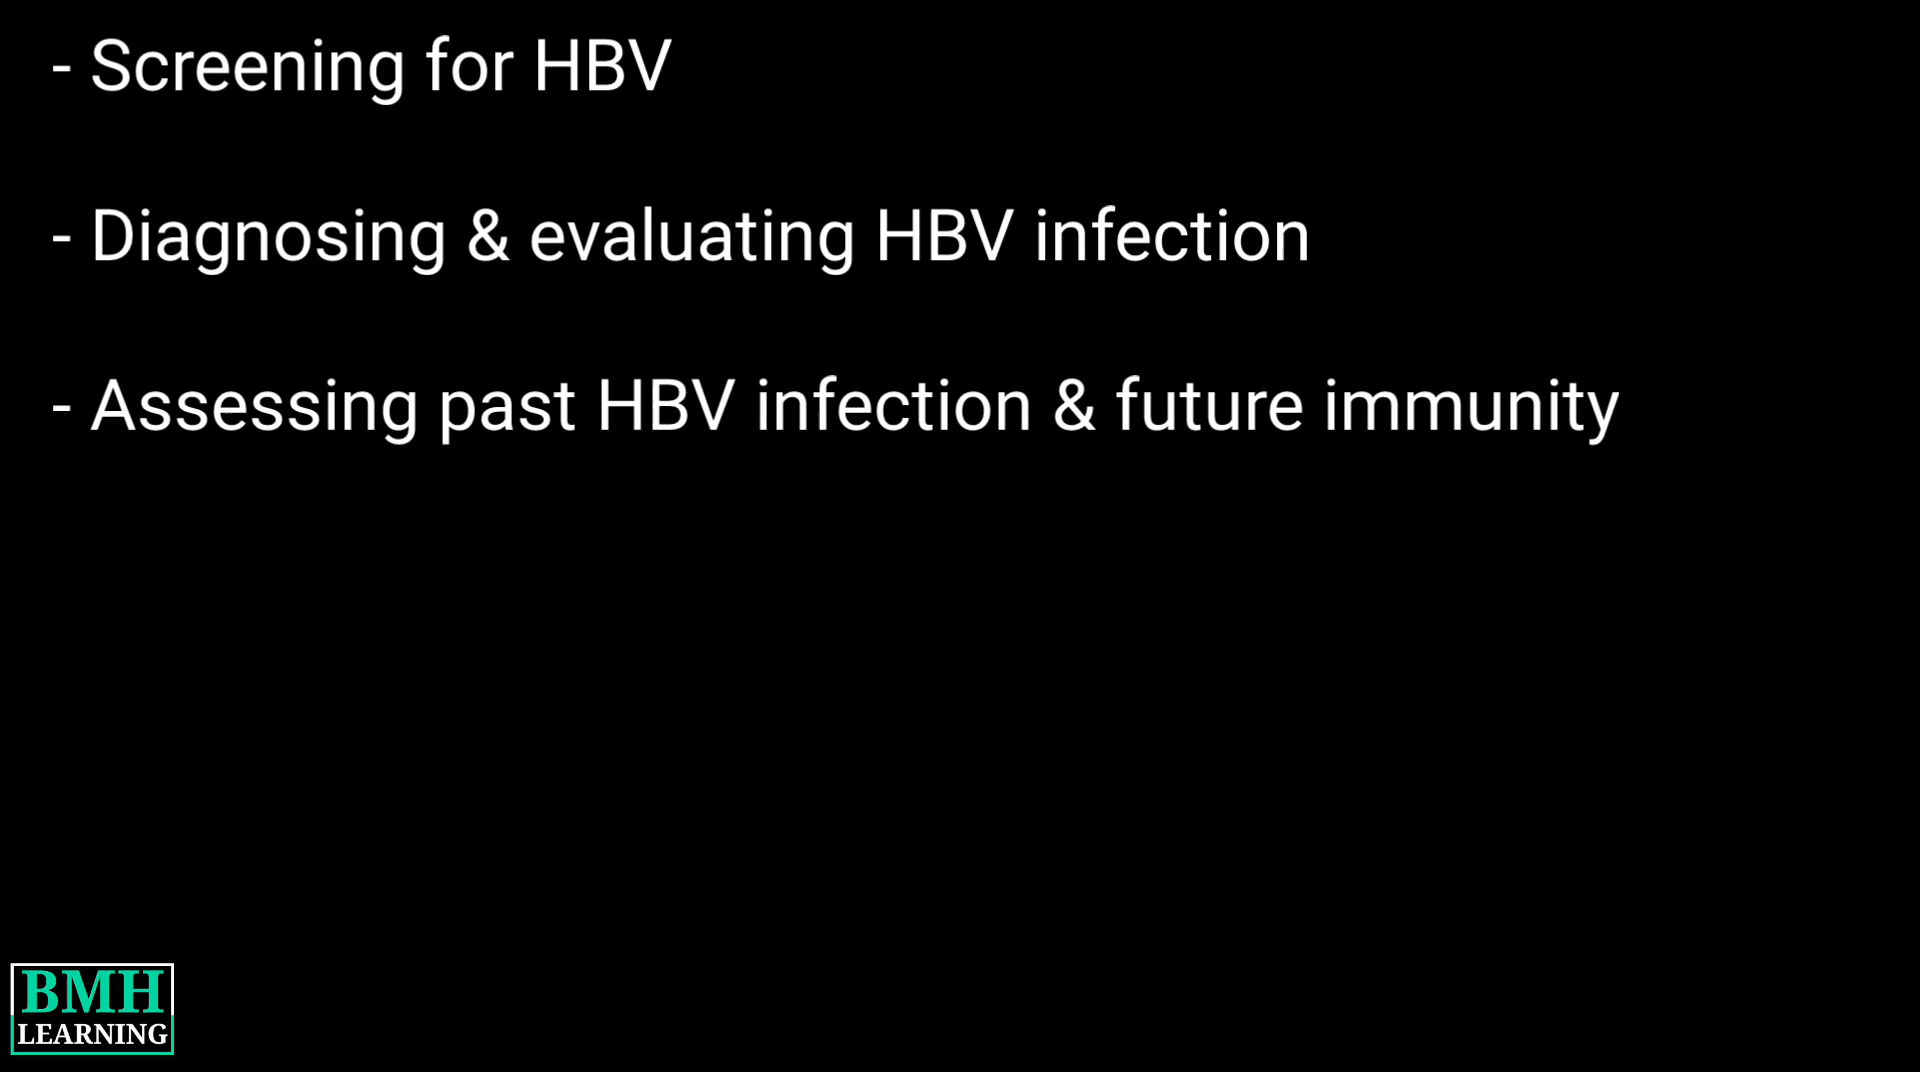 - Screening for HBV
- Diagnosing & evaluating HBV infection
- Assessing past HBV infection & future immunity
BMH
LEARNING